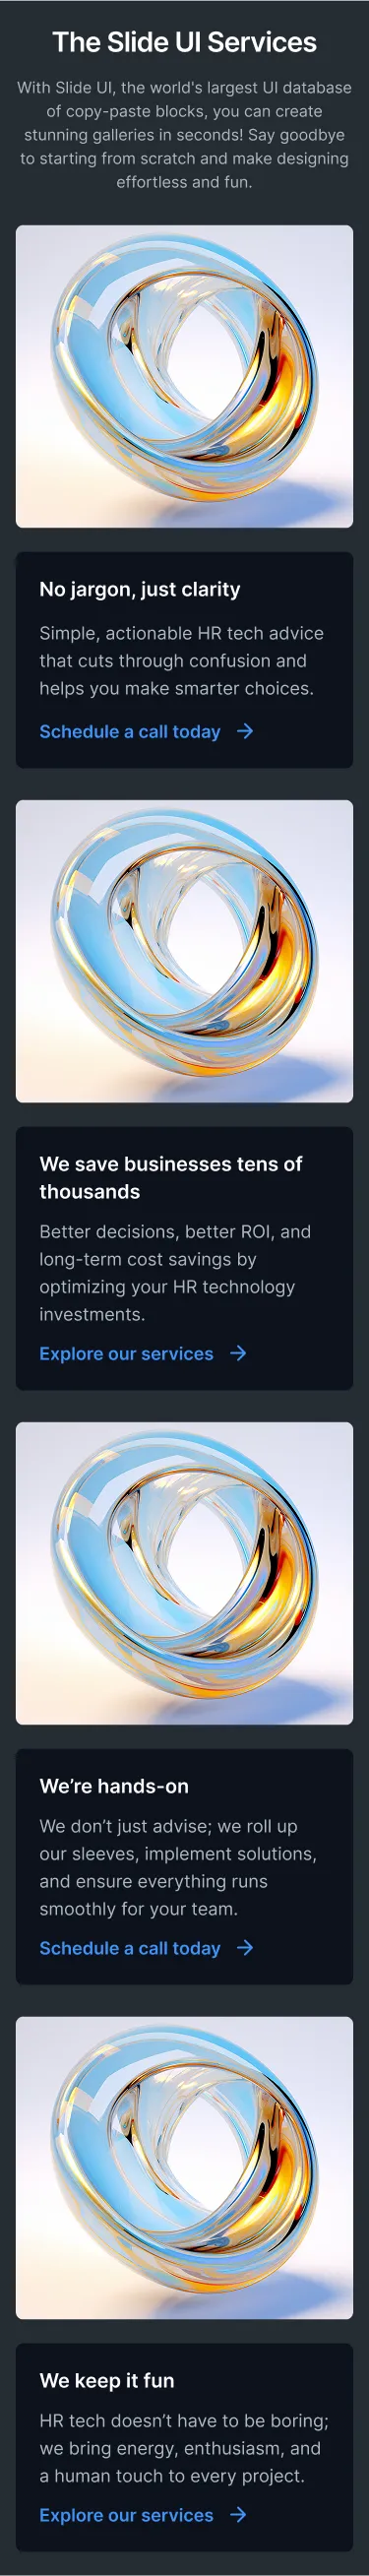 The Slide UI Services
With Slide UI, the world's largest UI database
of copy-paste blocks, you can create
stunning galleries in seconds! Say goodbye
to starting from scratch and make designing
effortless and fun.
No jargon, just clarity
Simple, actionable HR tech advice
that cuts through confusion and
helps you make smarter choices.
Schedule a call today
We save businesses tens of
thousands
Better decisions, better ROI, and
long-term cost savings by
optimizing your HR technology
investments.
Explore our services
We’re hands-on
We don’t just advise; we roll up
our sleeves, implement solutions,
and ensure everything runs
smoothly for your team.
Schedule a call today
We keep it fun
HR tech doesn’t have to be boring;
we bring energy, enthusiasm, and
a human touch to every project.
Explore our services